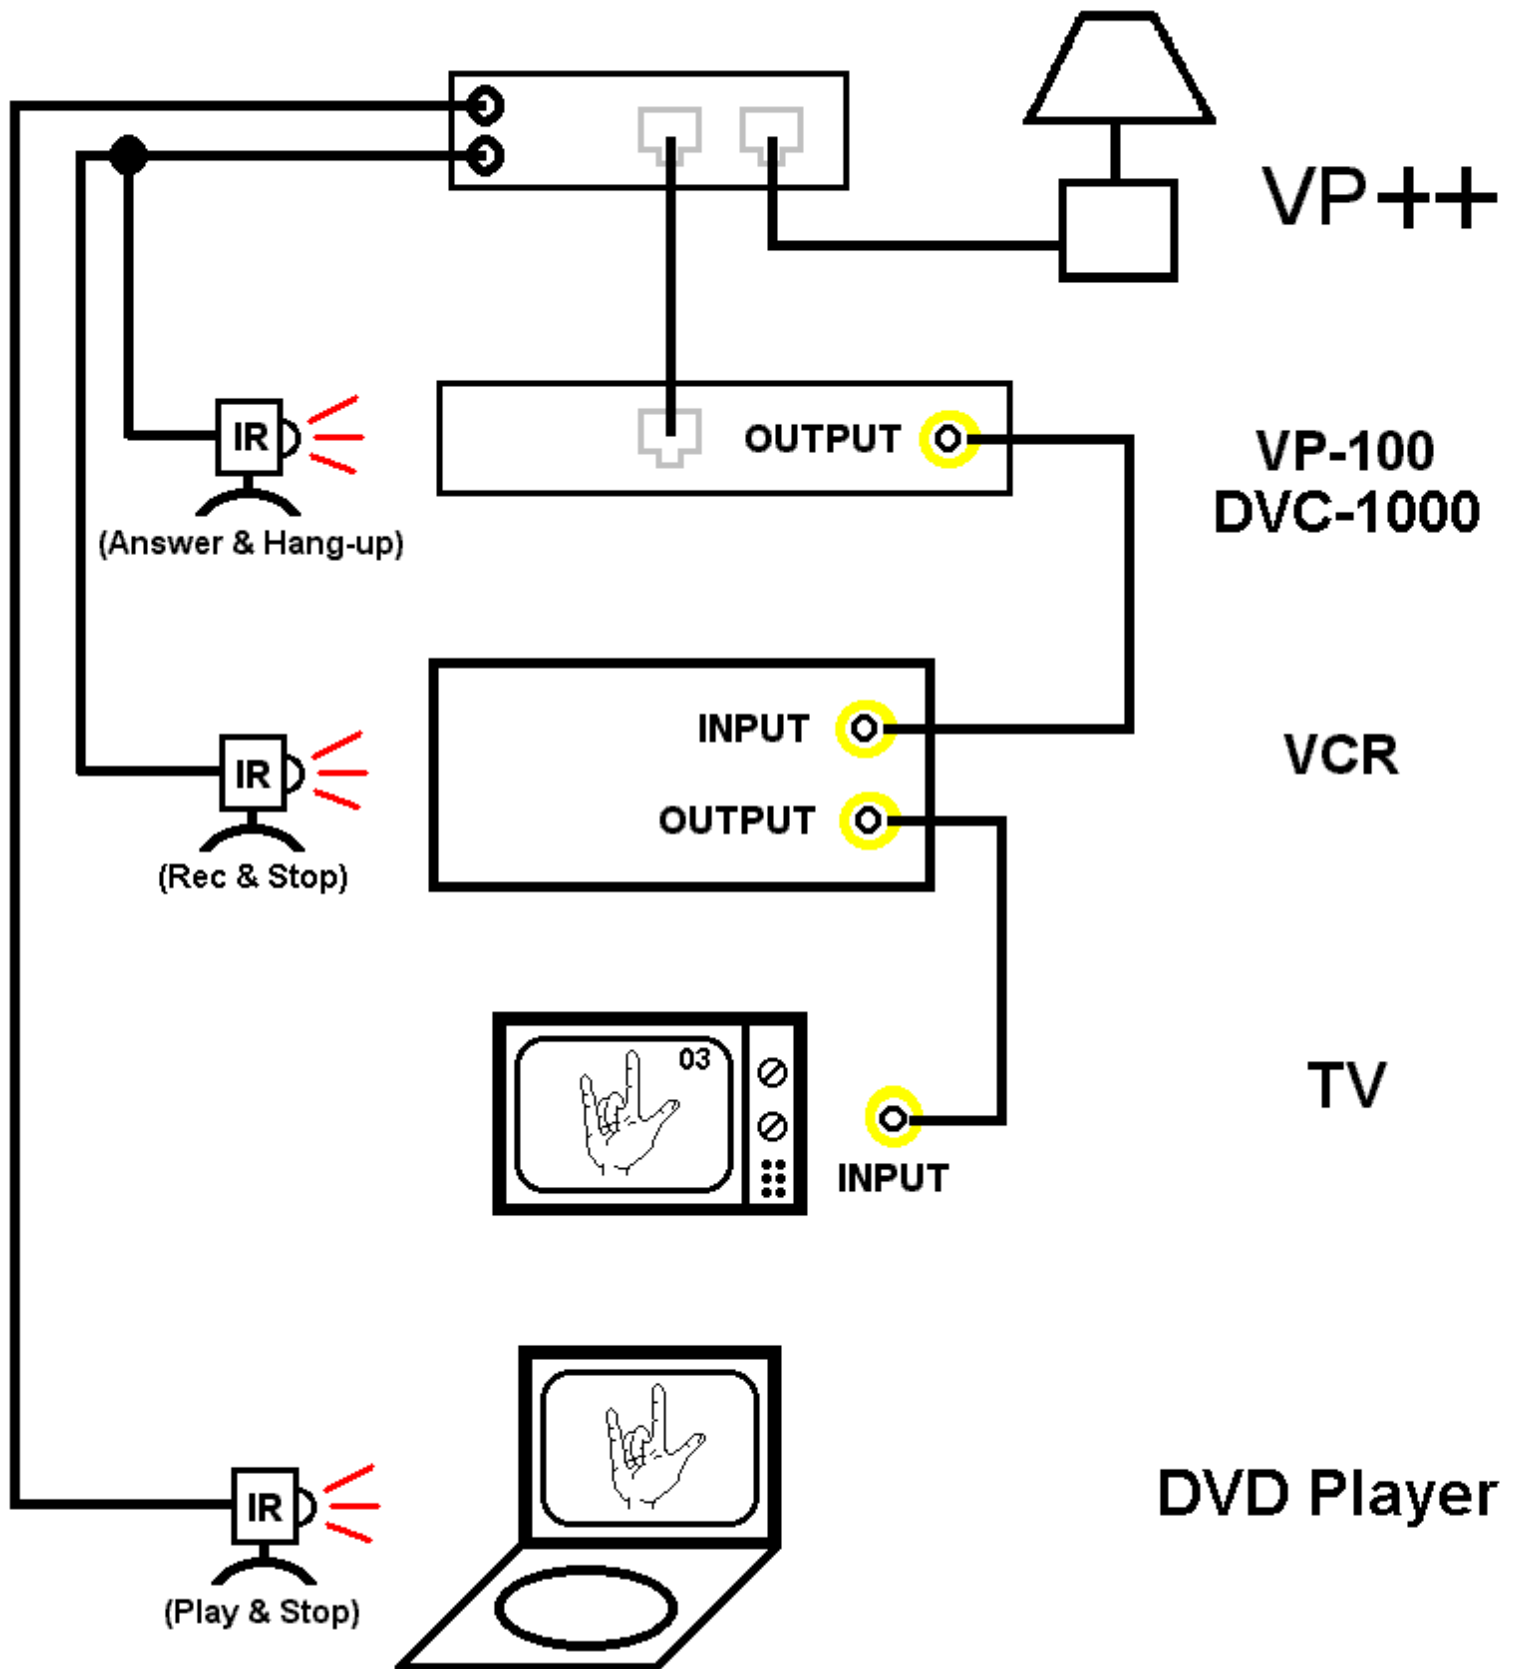 VP++
IR
OUTPUT
VP-100
DVC-1000
(Answer & Hang-up)
INPUT
VCR
IR
OUTPUT
(Rec & Stop)
03
TV
INPUT
IR
DVD Player
(Play & Stop)